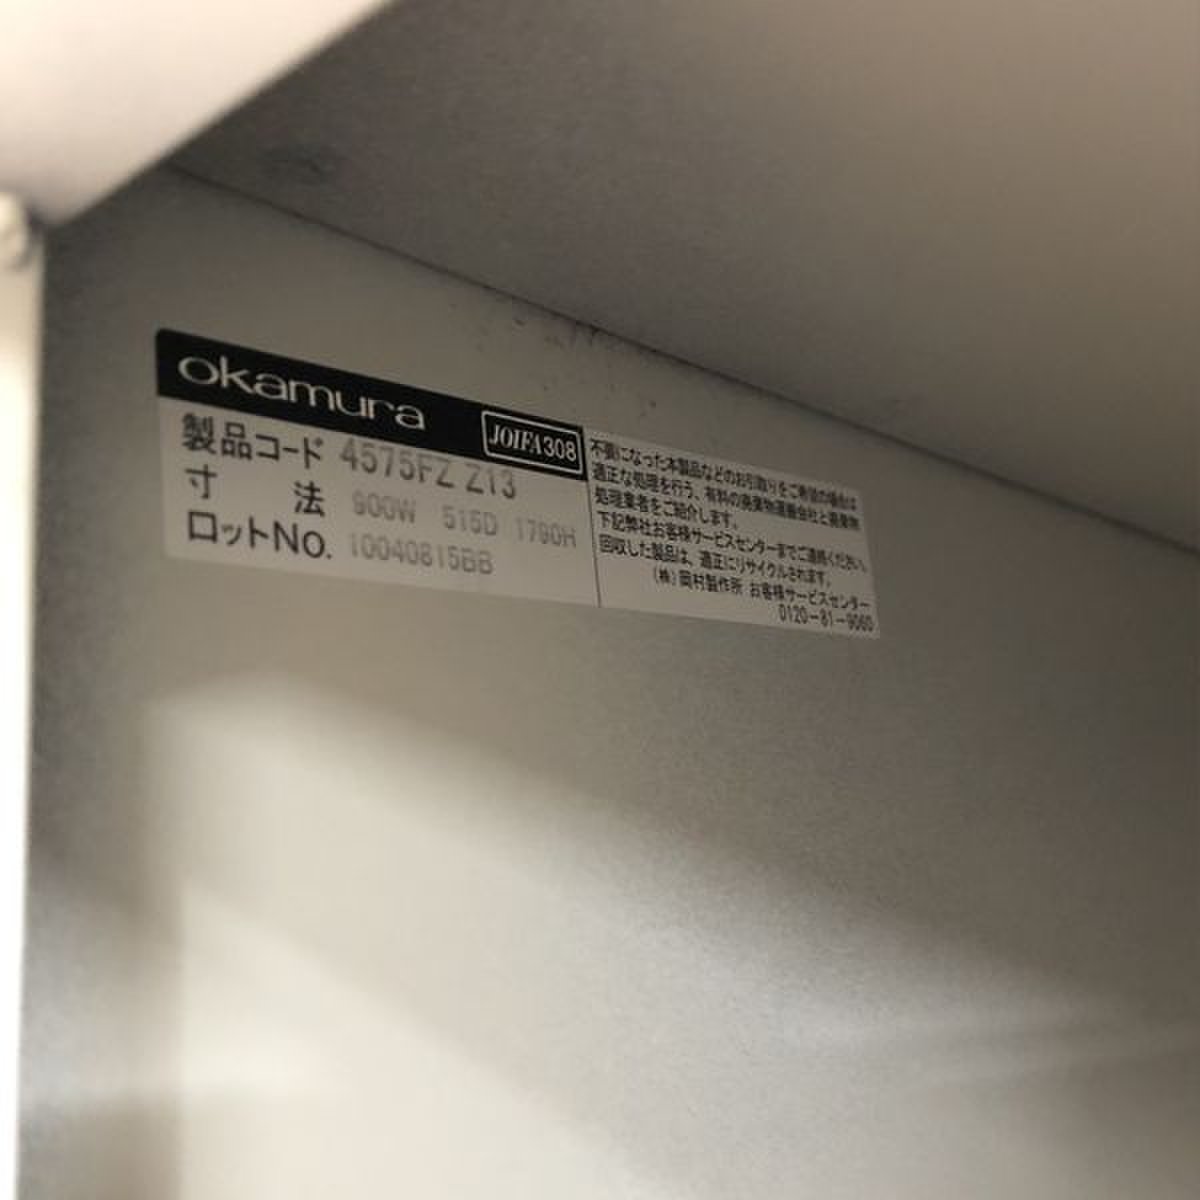 okamura
JOIFA308
製品コード 4575FZ Z13
寸 法 900W 515D 1790H
ロットNO. 10040815BB
不要になった本製品などのお引取りをご希望の場合は
適正な処理を行う、有料の廃棄物運搬会社と廃棄物
処理業者をご紹介します。
下記弊社お客様サービスセンターまでご連絡ください。
回収した製品は、適正にリサイクルされます。
(株)岡村製作所 お客様サービスセンター
0120-81-9060